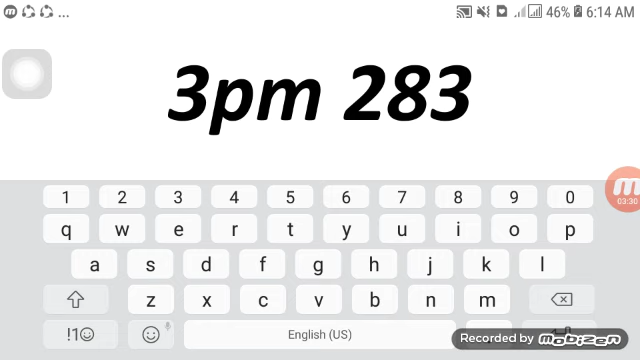 ... 46% 6:14 AM
3pm 283
03:30
1 2 3 4 5 6 7 8 9 0
q w e r t y u i o p
a s d f g h j k l
z x c v b n m
!1☺ English (US)
Recorded by mobizen